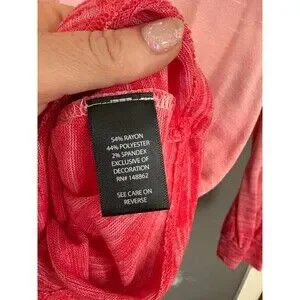 54% RAYON
44% POLYESTER
2% SPANDEX
EXCLUSIVE OF
DECORATION
RN# 148862
SEE CARE ON
REVERSE